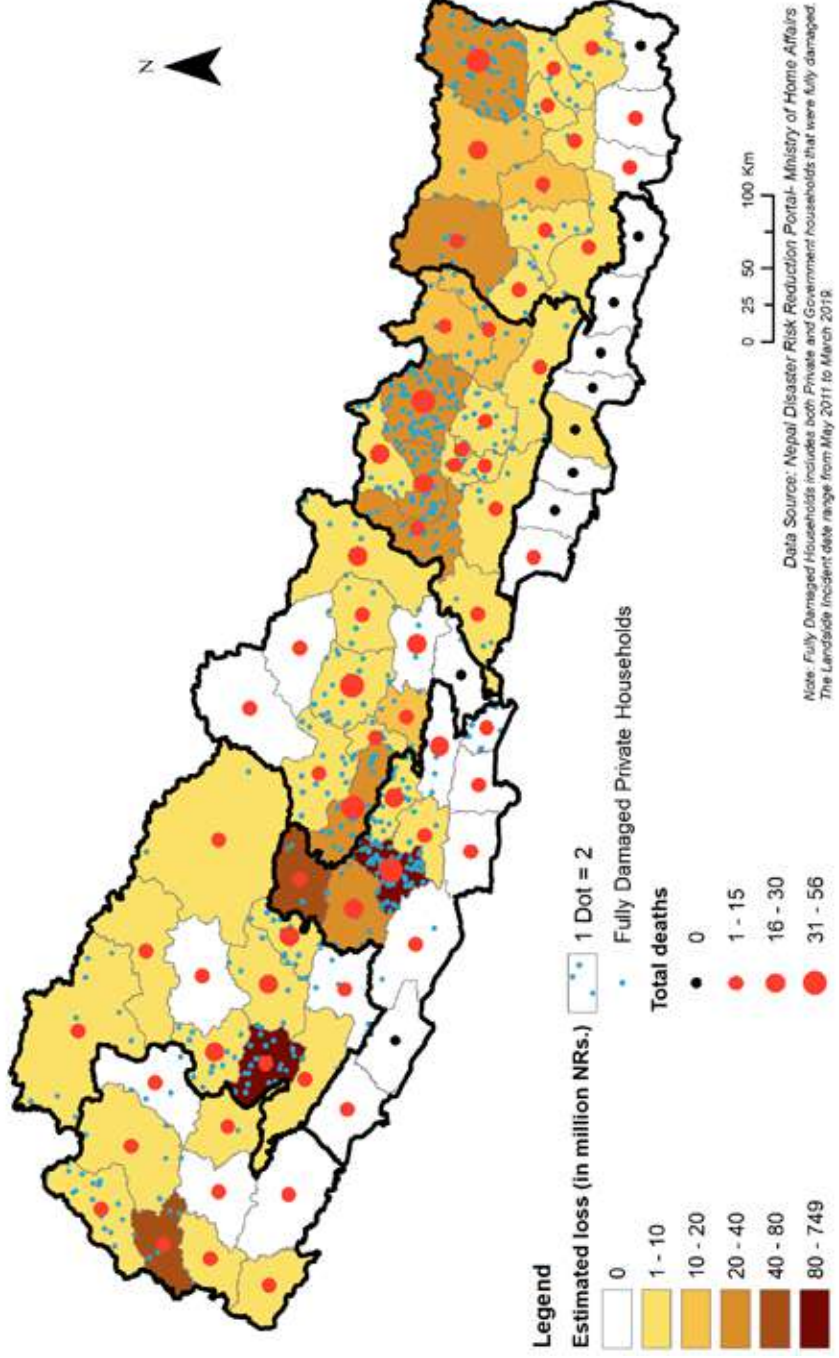 N
0 25 50 100 Km
Data Source: Nepal Disaster Risk Reduction Portal- Ministry of Home Affairs
Note: Fully Damaged Households includes both Private and Government households that were fully damaged.
The Landslide Incident date range from May 2011 to March 2019.
Legend
Estimated loss (in million NRs.)
0
1 - 10
10 - 20
20 - 40
40 - 80
80 - 749
1 Dot = 2
Fully Damaged Private Households
Total deaths
0
1 - 15
16 - 30
31 - 56